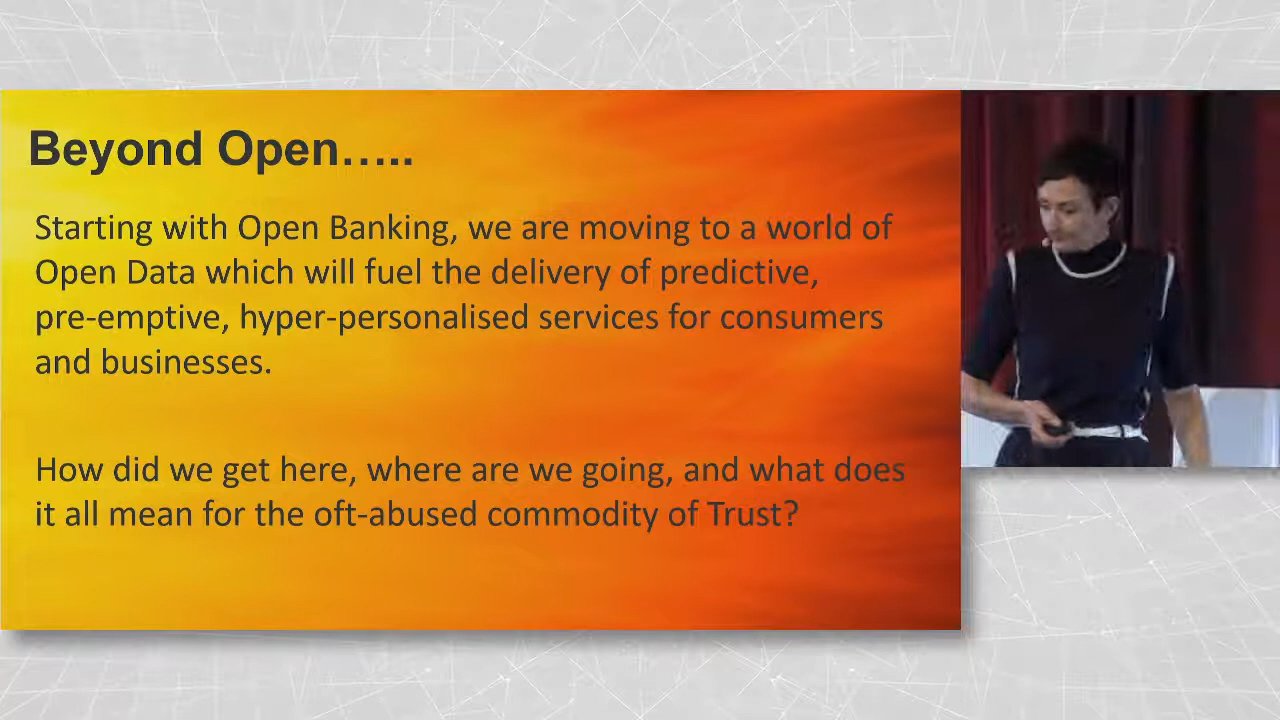 Beyond Open.....
Starting with Open Banking, we are moving to a world of
Open Data which will fuel the delivery of predictive,
pre-emptive, hyper-personalised services for consumers
and businesses.
How did we get here, where are we going, and what does
it all mean for the oft-abused commodity of Trust?